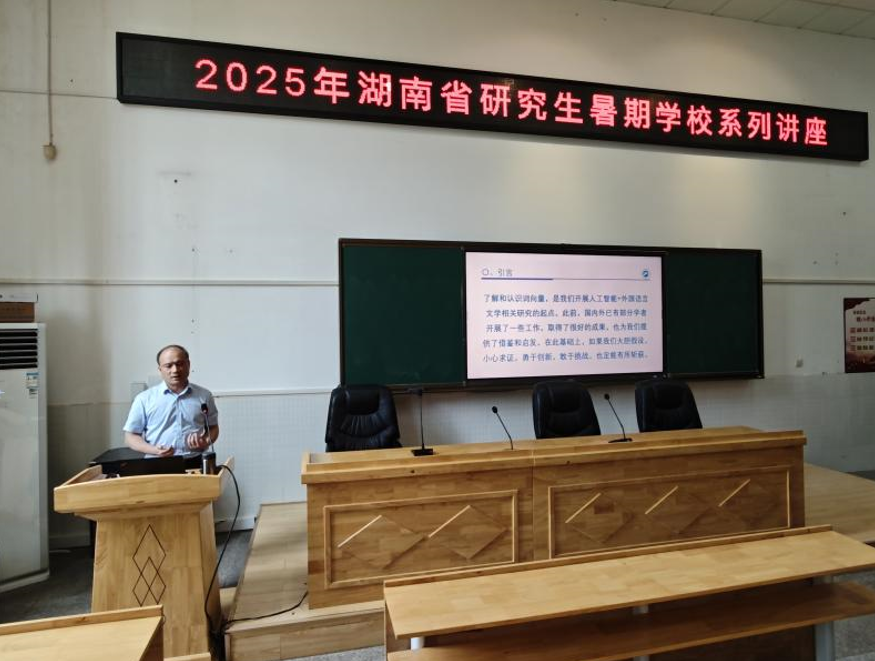 2025年湖南省研究生暑期学校系列讲座
〇、引言
了解和认识词向量，是我们开展人工智能+外国语言
文学相关研究的起点。此前，国内外已有部分学者
开展了一些工作，取得了很好的成果，也为我们提
供了借鉴和启发。在此基础上，如果我们大胆假设，
小心求证，勇于创新，敢于挑战，也定能有所斩获。